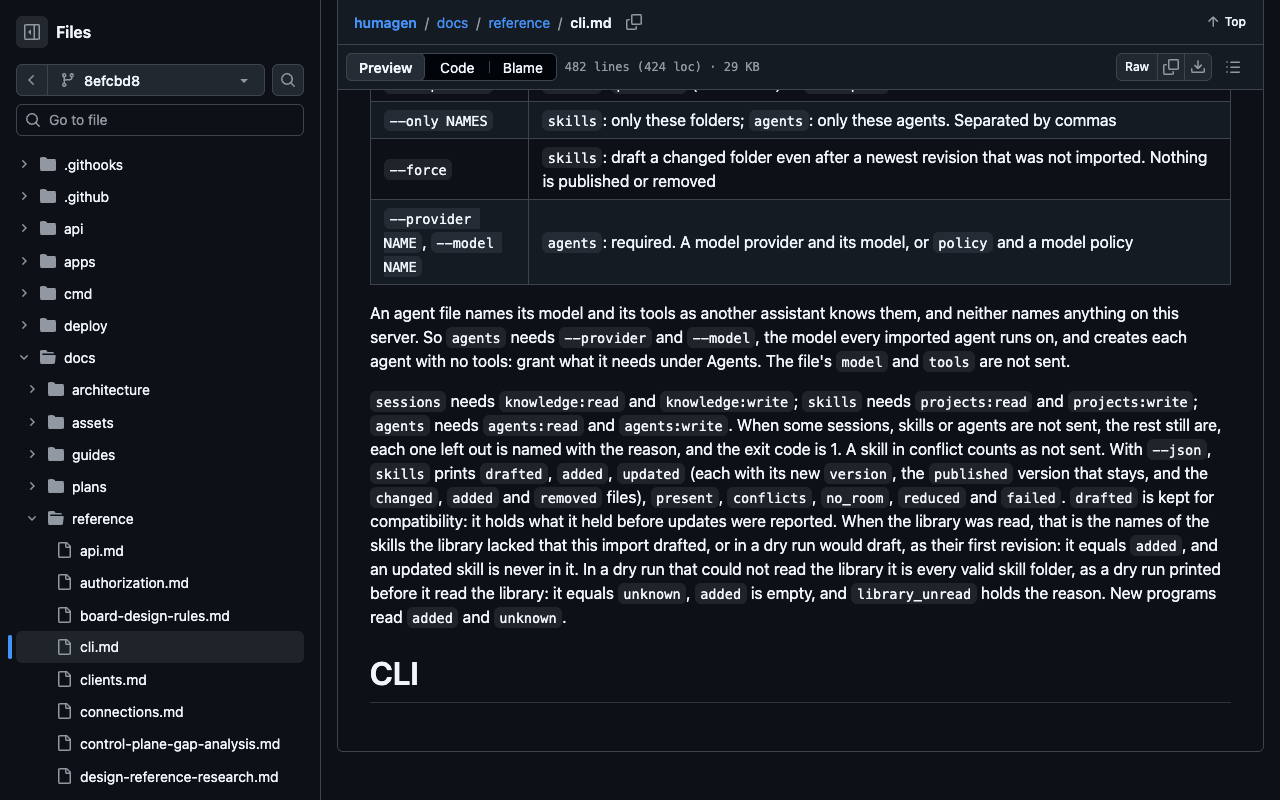 Files
humagen / docs / reference / cli.md
Top
8efcbd8
Preview
Code
Blame
482 lines (424 loc) · 29 KB
Raw
Go to file
.githooks
.github
api
apps
cmd
deploy
docs
architecture
assets
guides
plans
reference
api.md
authorization.md
board-design-rules.md
cli.md
clients.md
connections.md
control-plane-gap-analysis.md
design-reference-research.md
--only NAMES
skills: only these folders; agents: only these agents. Separated by commas
--force
skills: draft a changed folder even after a newest revision that was not imported. Nothing
is published or removed
--provider
NAME, --model
NAME
agents: required. A model provider and its model, or policy and a model policy
An agent file names its model and its tools as another assistant knows them, and neither names anything on this
server. So agents needs --provider and --model, the model every imported agent runs on, and creates each
agent with no tools: grant what it needs under Agents. The file's model and tools are not sent.
sessions needs knowledge:read and knowledge:write; skills needs projects:read and projects:write;
agents needs agents:read and agents:write. When some sessions, skills or agents are not sent, the rest still are,
each one left out is named with the reason, and the exit code is 1. A skill in conflict counts as not sent. With --json,
skills prints drafted, added, updated (each with its new version, the published version that stays, and the
changed, added and removed files), present, conflicts, no_room, reduced and failed. drafted is kept for
compatibility: it holds what it held before updates were reported. When the library was read, that is the names of the
skills the library lacked that this import drafted, or in a dry run would draft, as their first revision: it equals added, and
an updated skill is never in it. In a dry run that could not read the library it is every valid skill folder, as a dry run printed
before it read the library: it equals unknown, added is empty, and library_unread holds the reason. New programs
read added and unknown.
CLI